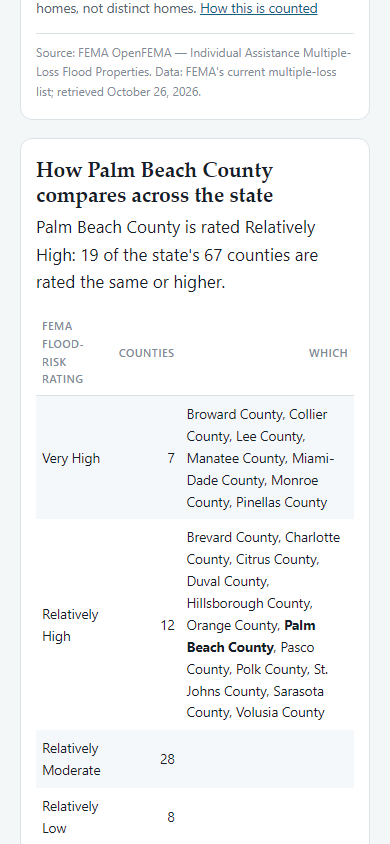 homes, not distinct homes. How this is counted
Source: FEMA OpenFEMA — Individual Assistance Multiple-
Loss Flood Properties. Data: FEMA's current multiple-loss
list; retrieved October 26, 2026.
How Palm Beach County
compares across the state
Palm Beach County is rated Relatively
High: 19 of the state's 67 counties are
rated the same or higher.
FEMA
FLOOD-
RISK
RATING
COUNTIES
WHICH
Very High
7
Broward County, Collier
County, Lee County,
Manatee County, Miami-
Dade County, Monroe
County, Pinellas County
Relatively
High
12
Brevard County, Charlotte
County, Citrus County,
Duval County,
Hillsborough County,
Orange County, Palm
Beach County, Pasco
County, Polk County, St.
Johns County, Sarasota
County, Volusia County
Relatively
Moderate
28
Relatively
Low
8